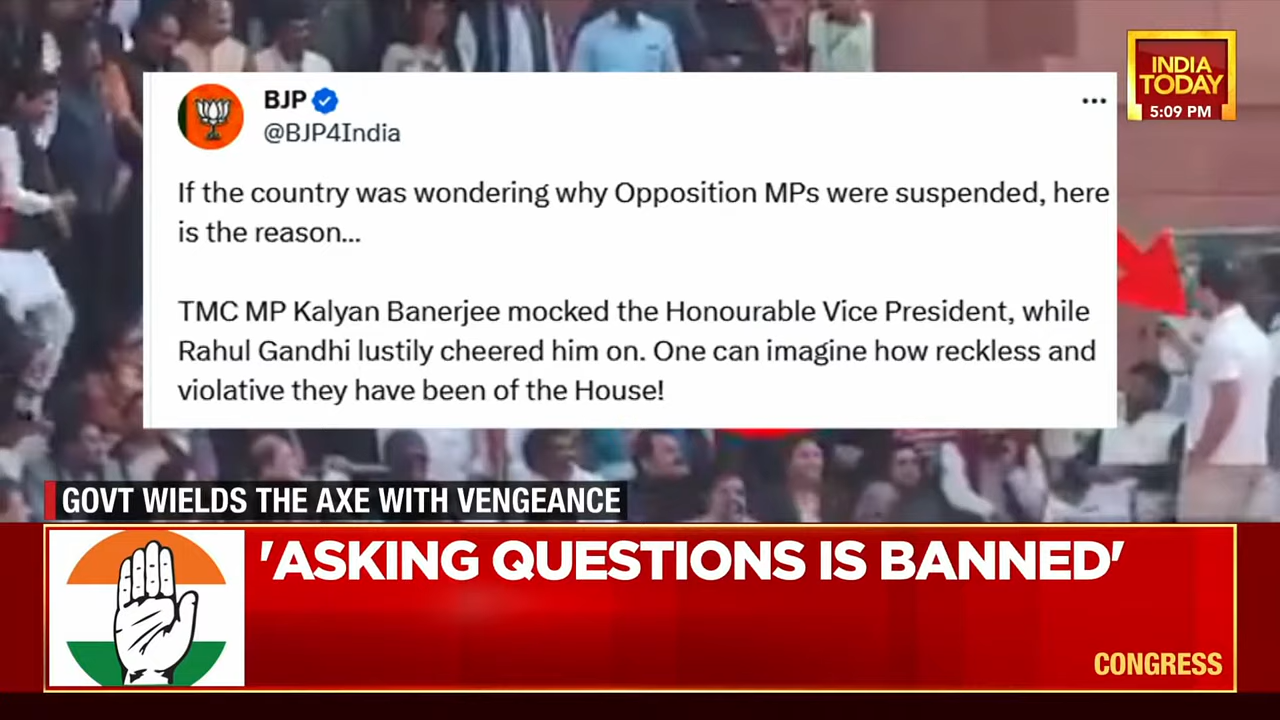 INDIA
TODAY
5:09 PM
BJP
@BJP4India
If the country was wondering why Opposition MPs were suspended, here
is the reason...
TMC MP Kalyan Banerjee mocked the Honourable Vice President, while
Rahul Gandhi lustily cheered him on. One can imagine how reckless and
violative they have been of the House!
GOVT WIELDS THE AXE WITH VENGEANCE
'ASKING QUESTIONS IS BANNED'
CONGRESS